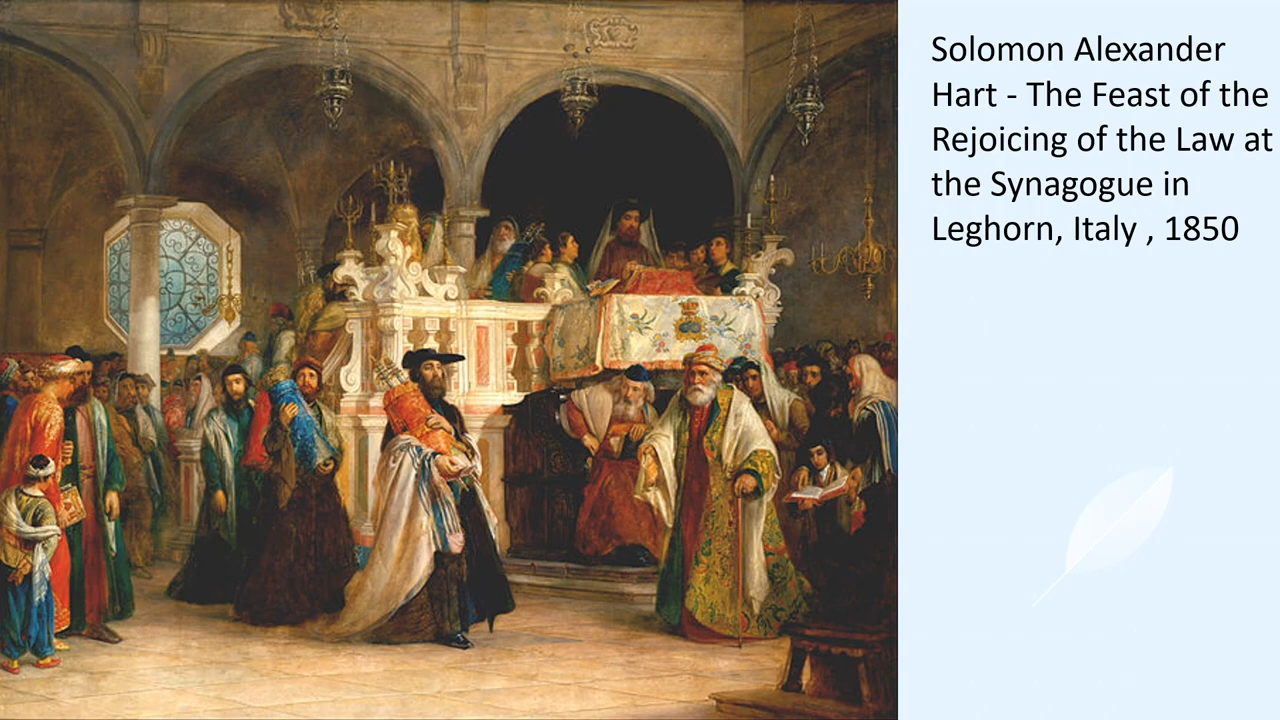 Solomon Alexander
Hart - The Feast of the
Rejoicing of the Law at
the Synagogue in
Leghorn, Italy , 1850